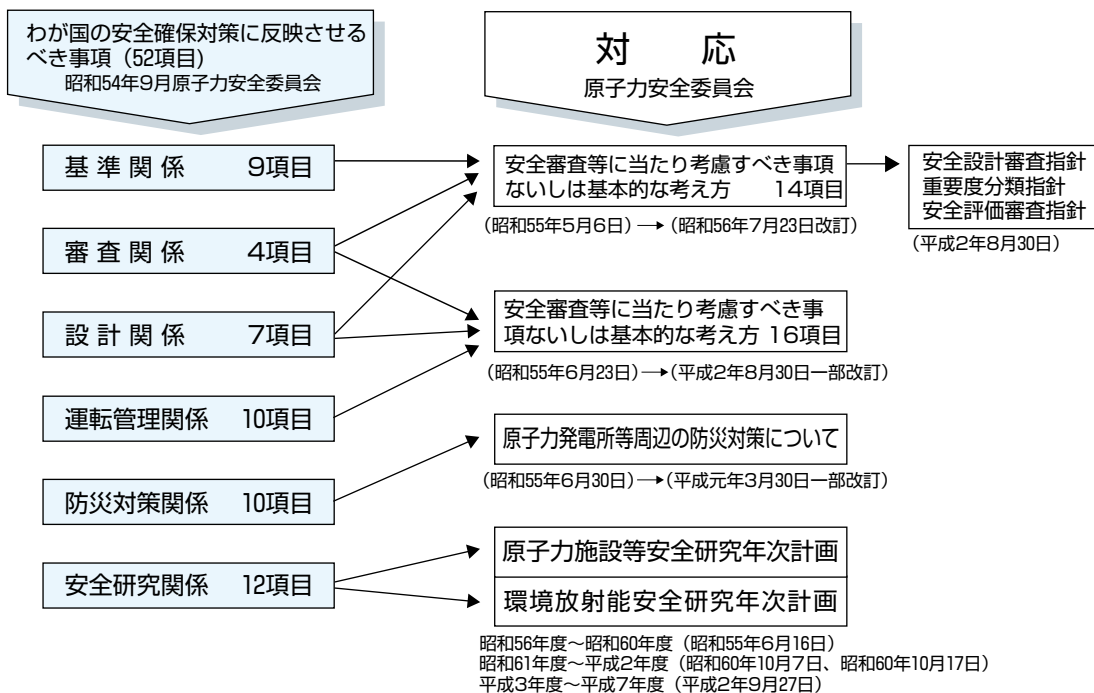 わが国の安全確保対策に反映させる
べき事項（52項目)
昭和54年9月原子力安全委員会
対　　応
原子力安全委員会
基 準 関 係　9項目
審 査 関 係　4項目
設 計 関 係　7項目
運転管理関係　10項目
防災対策関係　10項目
安全研究関係　12項目
安全審査等に当たり考慮すべき事項
ないしは基本的な考え方　14項目
（昭和55年5月6日）→（昭和56年7月23日改訂）
安全設計審査指針
重要度分類指針
安全評価審査指針
（平成2年8月30日）
安全審査等に当たり考慮すべき事
項ないしは基本的な考え方 16項目
（昭和55年6月23日）→（平成2年8月30日一部改訂）
原子力発電所等周辺の防災対策について
（昭和55年6月30日）→（平成元年3月30日一部改訂）
原子力施設等安全研究年次計画
環境放射能安全研究年次計画
昭和56年度～昭和60年度（昭和55年6月16日）
昭和61年度～平成2年度（昭和60年10月7日、昭和60年10月17日）
平成3年度～平成7年度（平成2年9月27日）